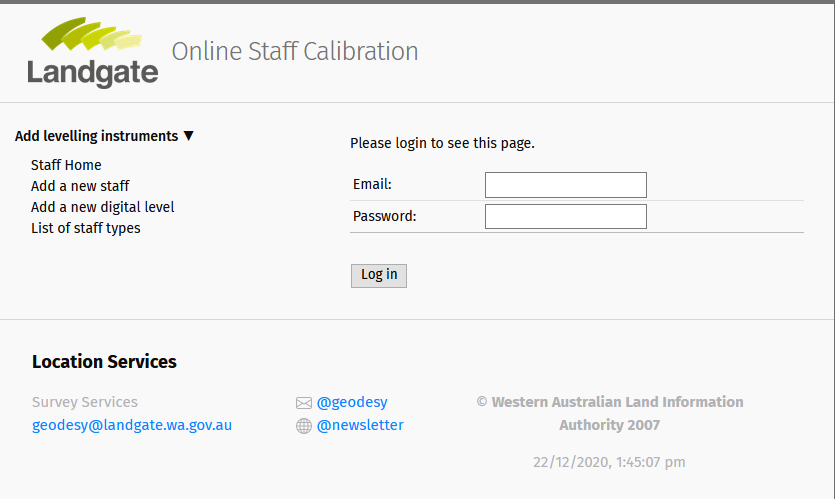 Landgate
Online Staff Calibration
Add levelling instruments ▼
Staff Home
Add a new staff
Add a new digital level
List of staff types
Please login to see this page.
Email:
Password:
Log in
Location Services
Survey Services
geodesy@landgate.wa.gov.au
@geodesy
@newsletter
© Western Australian Land Information
Authority 2007
22/12/2020, 1:45:07 pm